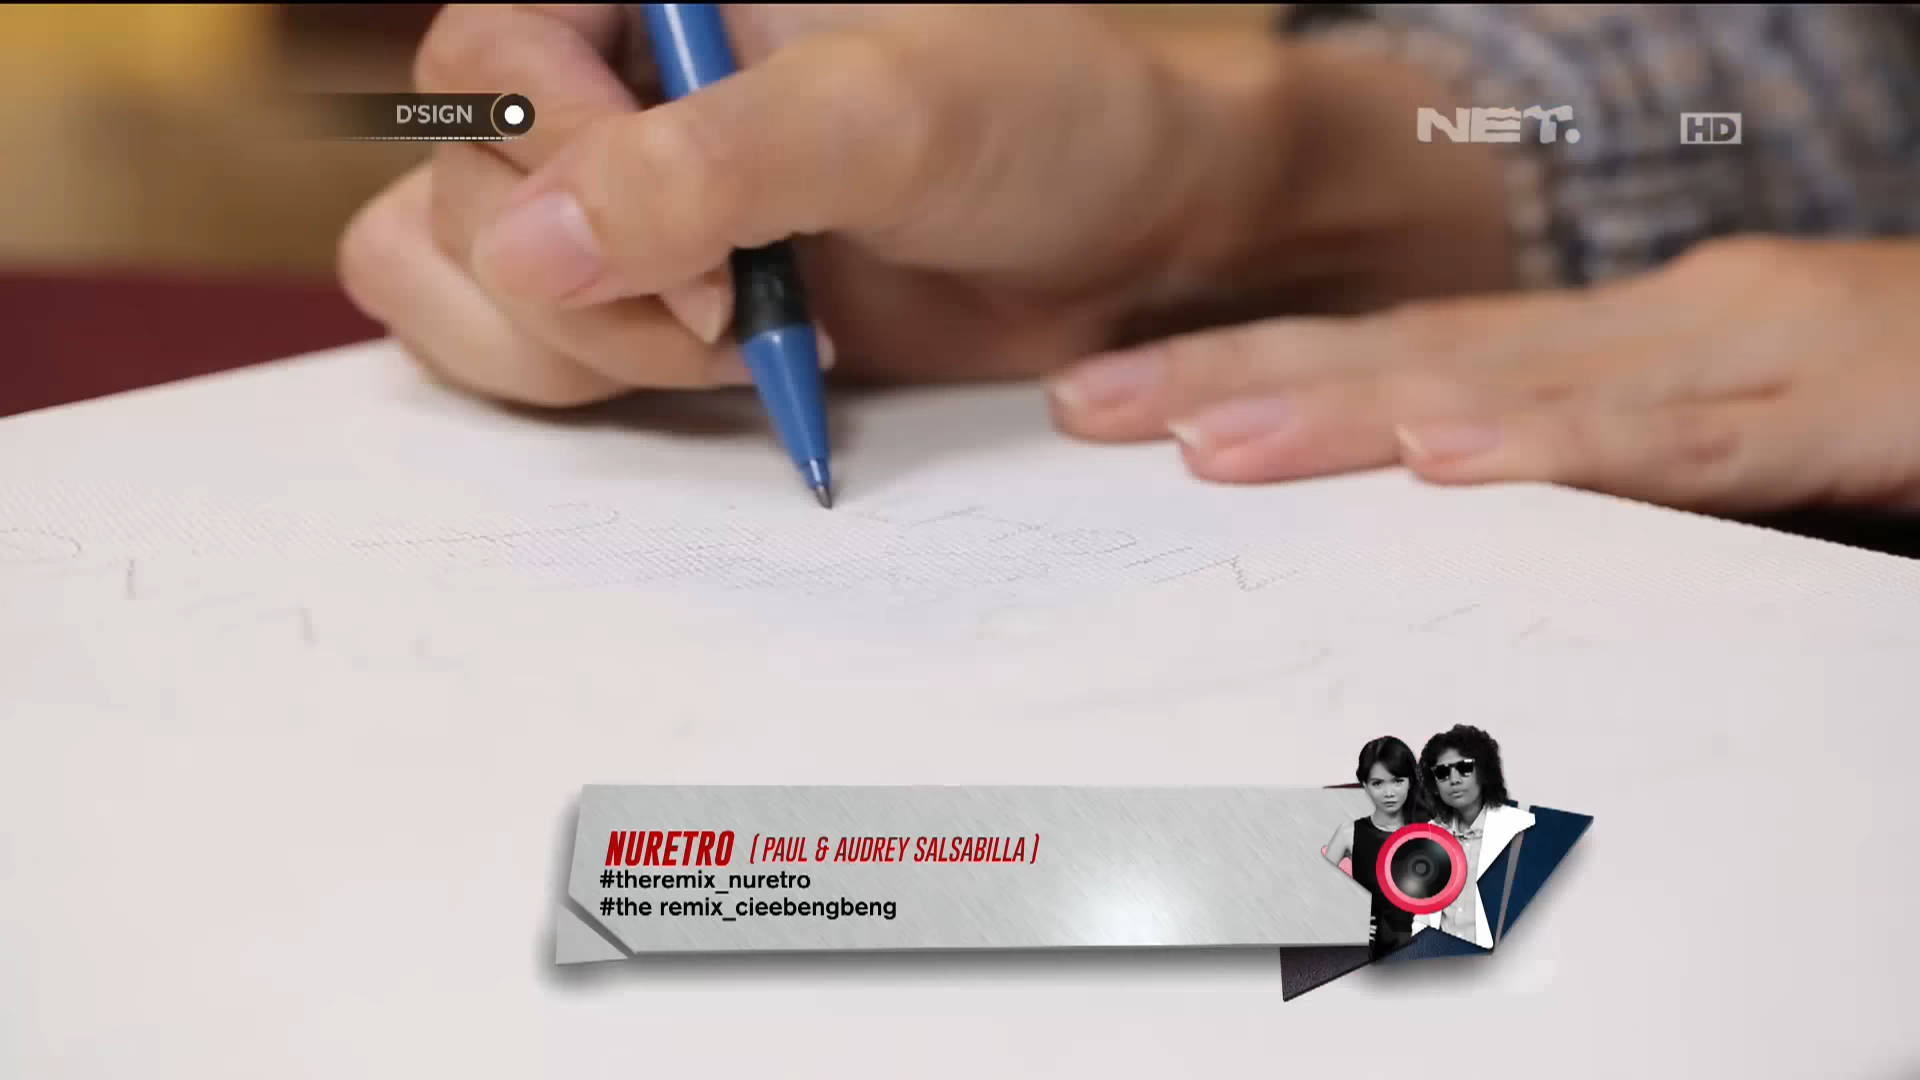 D'SIGN
NET.
HD
NURETRO ( PAUL & AUDREY SALSABILLA )
#theremix_nuretro
#the remix_cieebengbeng